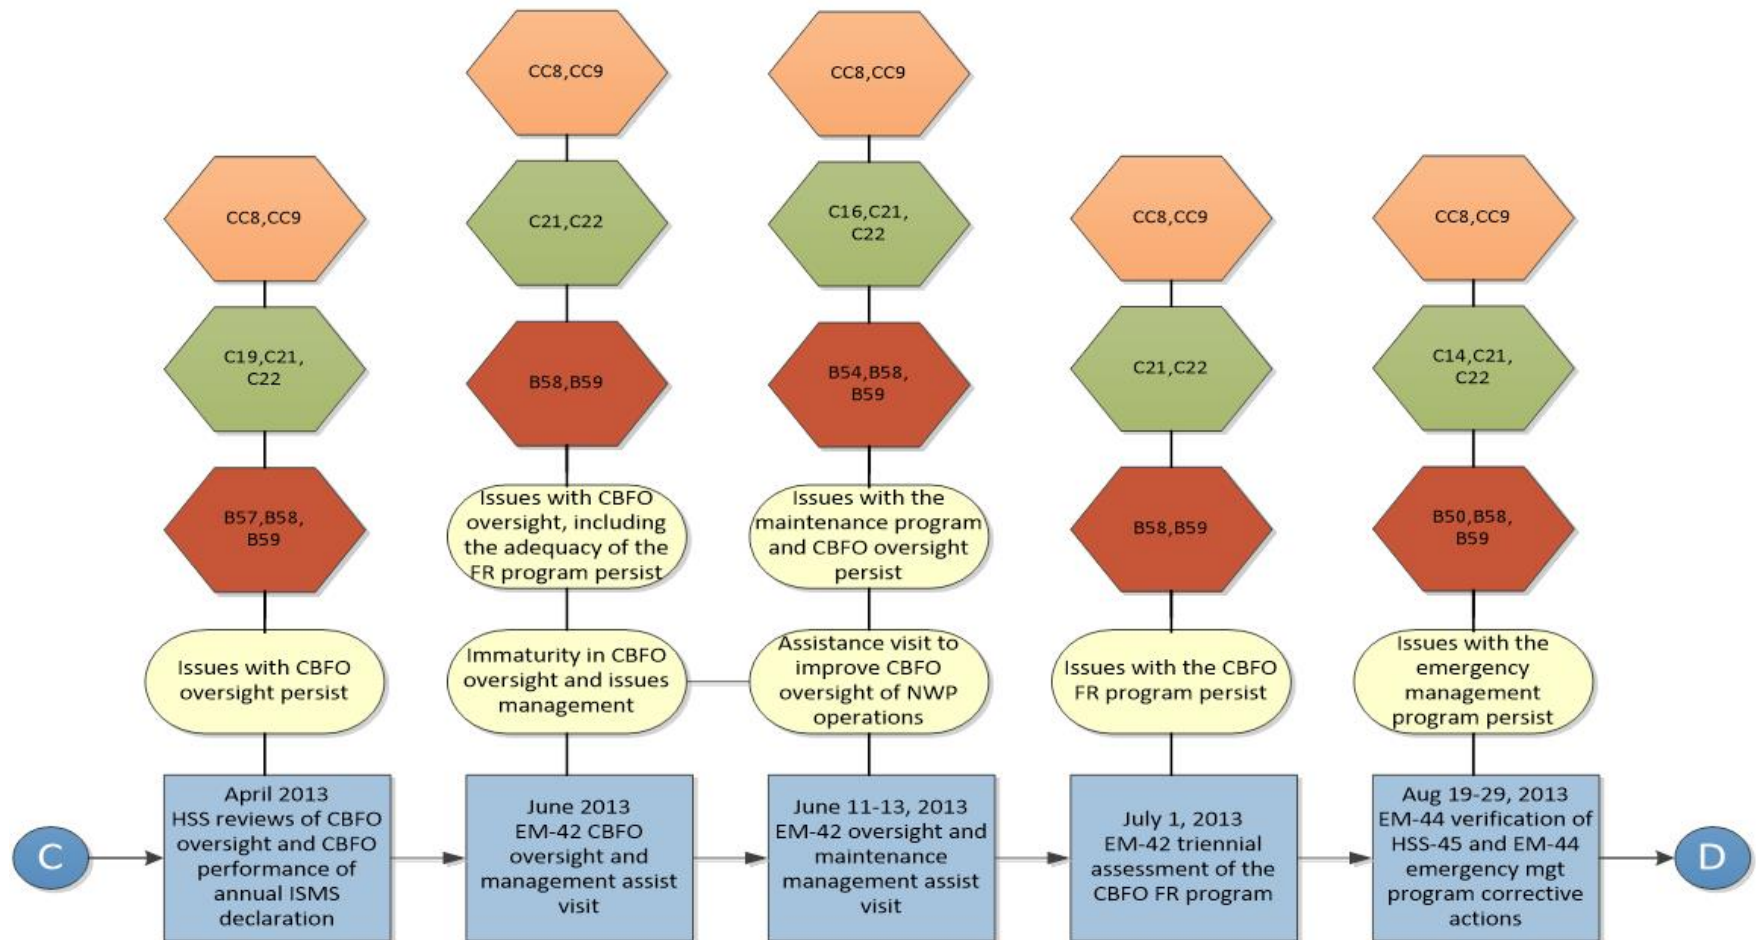 CC8,CC9
CC8,CC9
CC8,CC9
CC8,CC9
CC8,CC9
C19,C21,
C22
C21,C22
C16,C21,
C22
C21,C22
C14,C21,
C22
B57,B58,
B59
B58,B59
B54,B58,
B59
B58,B59
B50,B58,
B59
Issues with CBFO
oversight, including
the adequacy of the
FR program persist
Issues with the
maintenance program
and CBFO oversight
persist
Issues with CBFO
oversight persist
Immaturity in CBFO
oversight and issues
management
Assistance visit to
improve CBFO
oversight of NWP
operations
Issues with the CBFO
FR program persist
Issues with the
emergency
management
program persist
C
April 2013
HSS reviews of CBFO
oversight and CBFO
performance of
annual ISMS
declaration
June 2013
EM-42 CBFO
oversight and
management assist
visit
June 11-13, 2013
EM-42 oversight and
maintenance
management assist
visit
July 1, 2013
EM-42 triennial
assessment of the
CBFO FR program
Aug 19-29, 2013
EM-44 verification of
HSS-45 and EM-44
emergency mgt
program corrective
actions
D